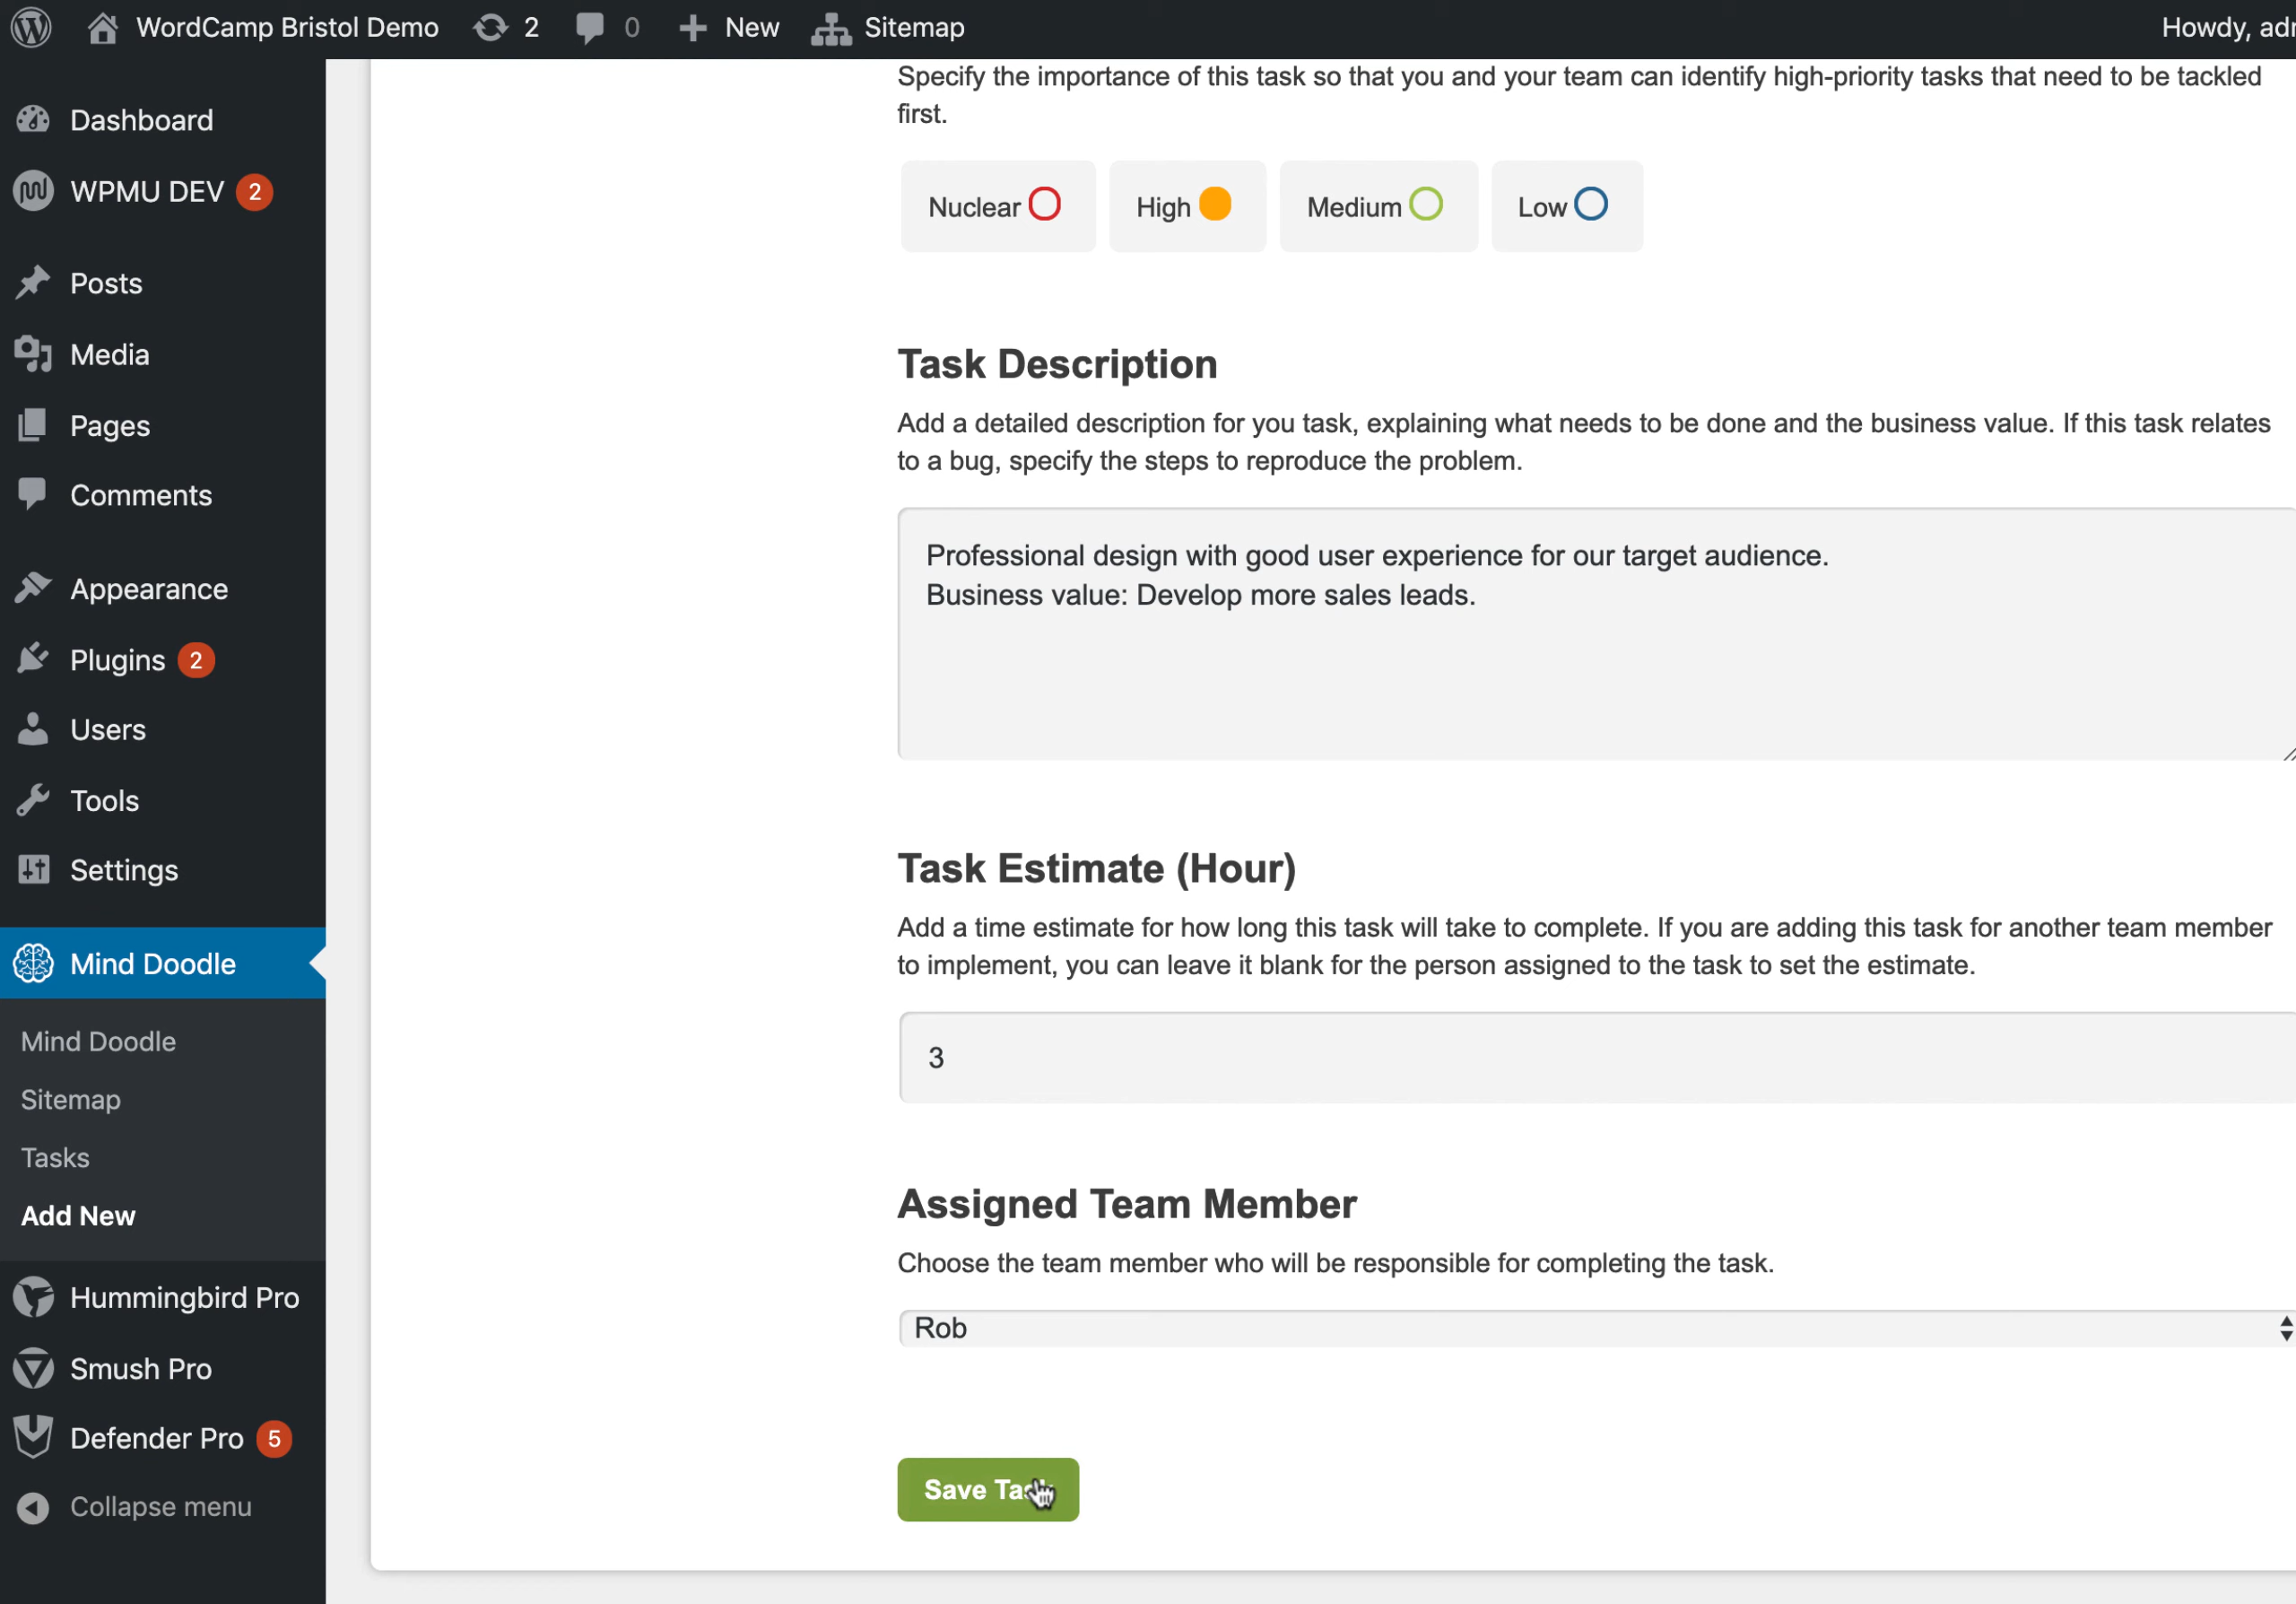 WordCamp Bristol Demo 2 0 New Sitemap Howdy,
Dashboard
WPMU DEV 2
Posts
Media
Pages
Comments
Appearance
Plugins 2
Users
Tools
Settings
Mind Doodle
Mind Doodle
Sitemap
Tasks
Add New
Hummingbird Pro
Smush Pro
Defender Pro 5
Collapse menu
Specify the importance of this task so that you and your team can identify high-priority tasks that need to be tackled
first.
Nuclear High Medium Low
Task Description
Add a detailed description for you task, explaining what needs to be done and the business value. If this task relates
to a bug, specify the steps to reproduce the problem.
Professional design with good user experience for our target audience.
Business value: Develop more sales leads.
Task Estimate (Hour)
Add a time estimate for how long this task will take to complete. If you are adding this task for another team member
to implement, you can leave it blank for the person assigned to the task to set the estimate.
3
Assigned Team Member
Choose the team member who will be responsible for completing the task.
Rob
Save Task